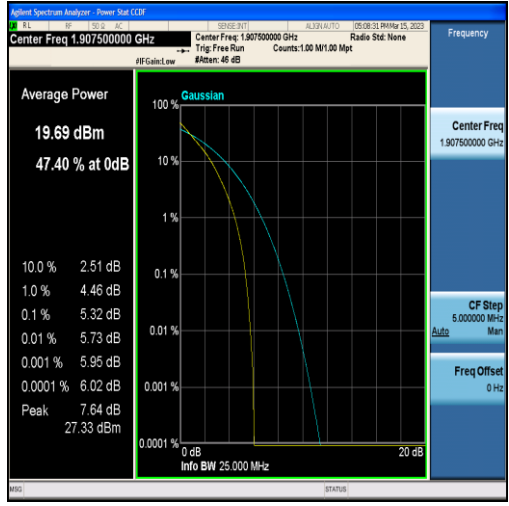 Agilent Spectrum Analyzer - Power Stat CCDF
RL RF 50 Ω AC SENSE:INT ALIGN AUTO 05:08:31 PM Mar 15, 2023
Center Freq 1.907500000 GHz
Center Freq: 1.907500000 GHz Radio Std: None
Trig: Free Run Counts:1.00 M/1.00 Mpt
#IFGain:Low #Atten: 46 dB
Frequency
Average Power
19.69 dBm
47.40 % at 0dB
10.0 % 2.51 dB
1.0 % 4.46 dB
0.1 % 5.32 dB
0.01 % 5.73 dB
0.001 % 5.95 dB
0.0001 % 6.02 dB
Peak 7.64 dB
27.33 dBm
Gaussian
100 %
10 %
1 %
0.1 %
0.01 %
0.001 %
0.0001 %
0 dB 20 dB
Info BW 25.000 MHz
Center Freq
1.907500000 GHz
CF Step
5.000000 MHz
Auto Man
Freq Offset
0 Hz
MSG STATUS